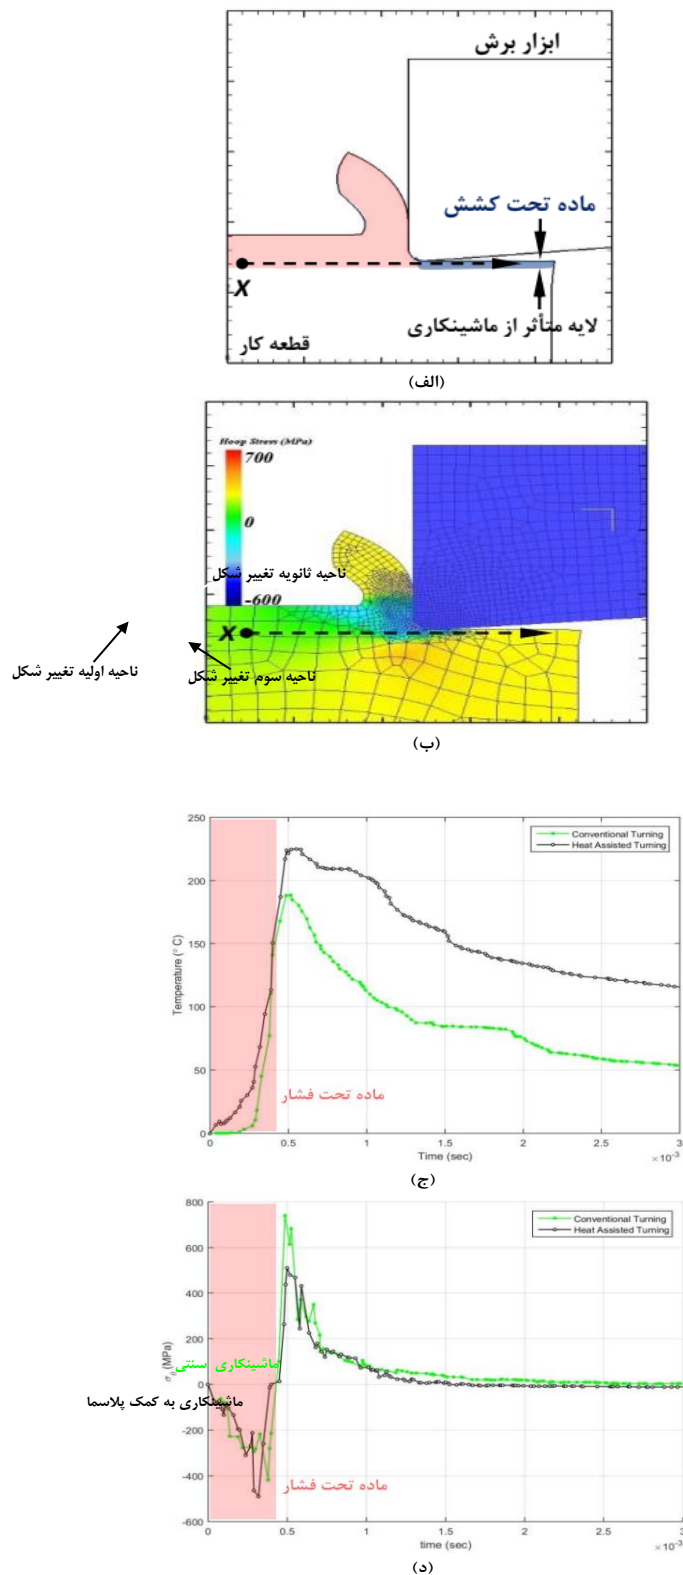 ابزار برش
ماده تحت کشش
X
لایه متأثر از ماشینکاری
قطعه کار
(الف)
Hoop Stress (MPa)
700
0
ناحیه ثانویه تغییر شکل
-600
X
ناحیه اولیه تغییر شکل
ناحیه سوم تغییر شکل
(ب)
250
Conventional Turning
Heat Assisted Turning
200
150
Temperature (° C)
100
50
ماده تحت فشار
0
0 0.5 1 1.5 2 2.5 3
Time (sec)
×10⁻³
(ج)
800
Conventional Turning
Heat Assisted Turning
600
400
200
ماشینکاری سنتی
σθ (MPa)
0
ماشینکاری به کمک پلاسما
-200
-400
ماده تحت فشار
-600
0 0.5 1 1.5 2 2.5 3
time (sec)
×10⁻³
(د)